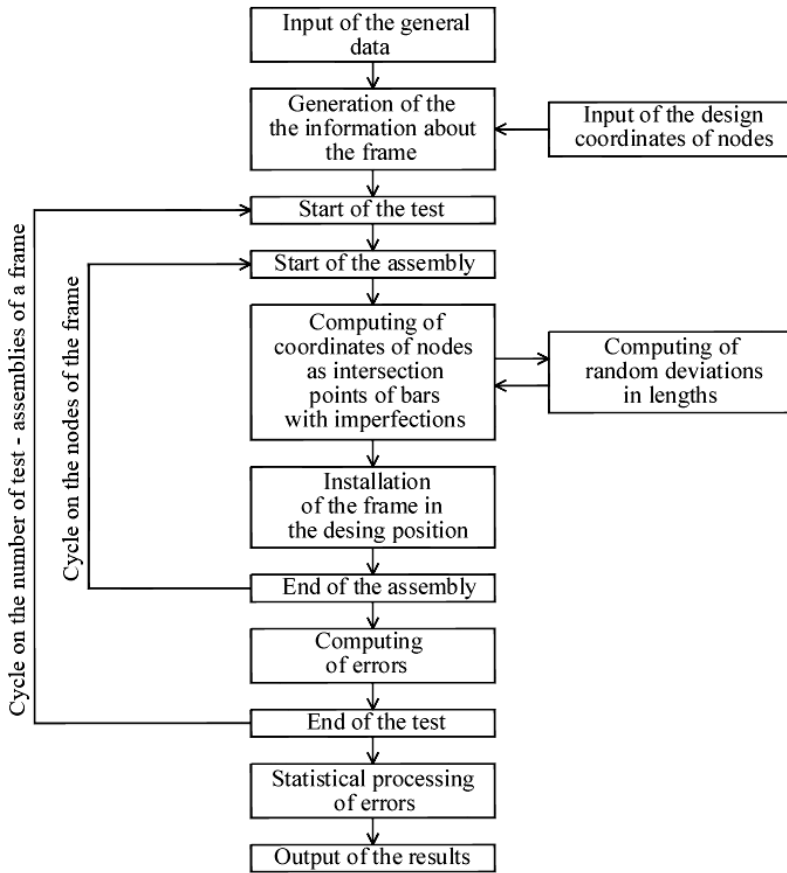 Input of the general
data
Generation of the
the information about
the frame
Input of the design
coordinates of nodes
Start of the test
Start of the assembly
Computing of
coordinates of nodes
as intersection
points of bars
with imperfections
Computing of
random deviations
in lengths
Installation
of the frame in
the desing position
End of the assembly
Computing
of errors
End of the test
Statistical processing
of errors
Output of the results
Cycle on the number of test - assemblies of a frame
Cycle on the nodes of the frame